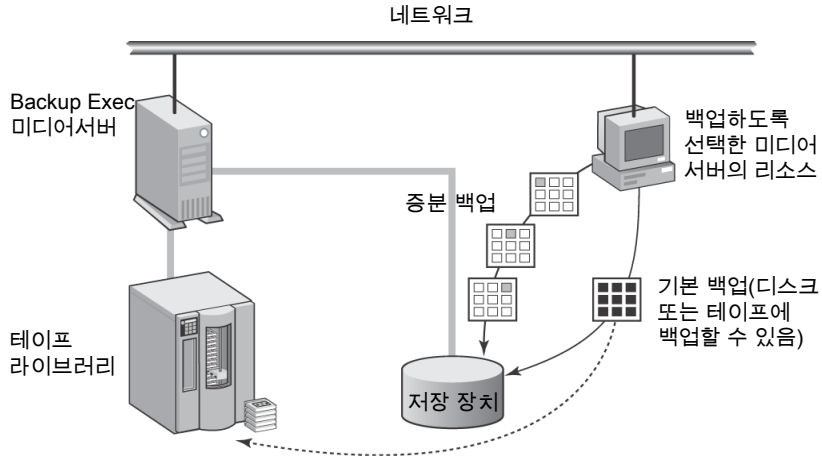 네트워크
Backup Exec
미디어서버
백업하도록
선택한 미디어
서버의 리소스
증분 백업
기본 백업(디스크
또는 테이프에
백업할 수 있음)
테이프
라이브러리
저장 장치